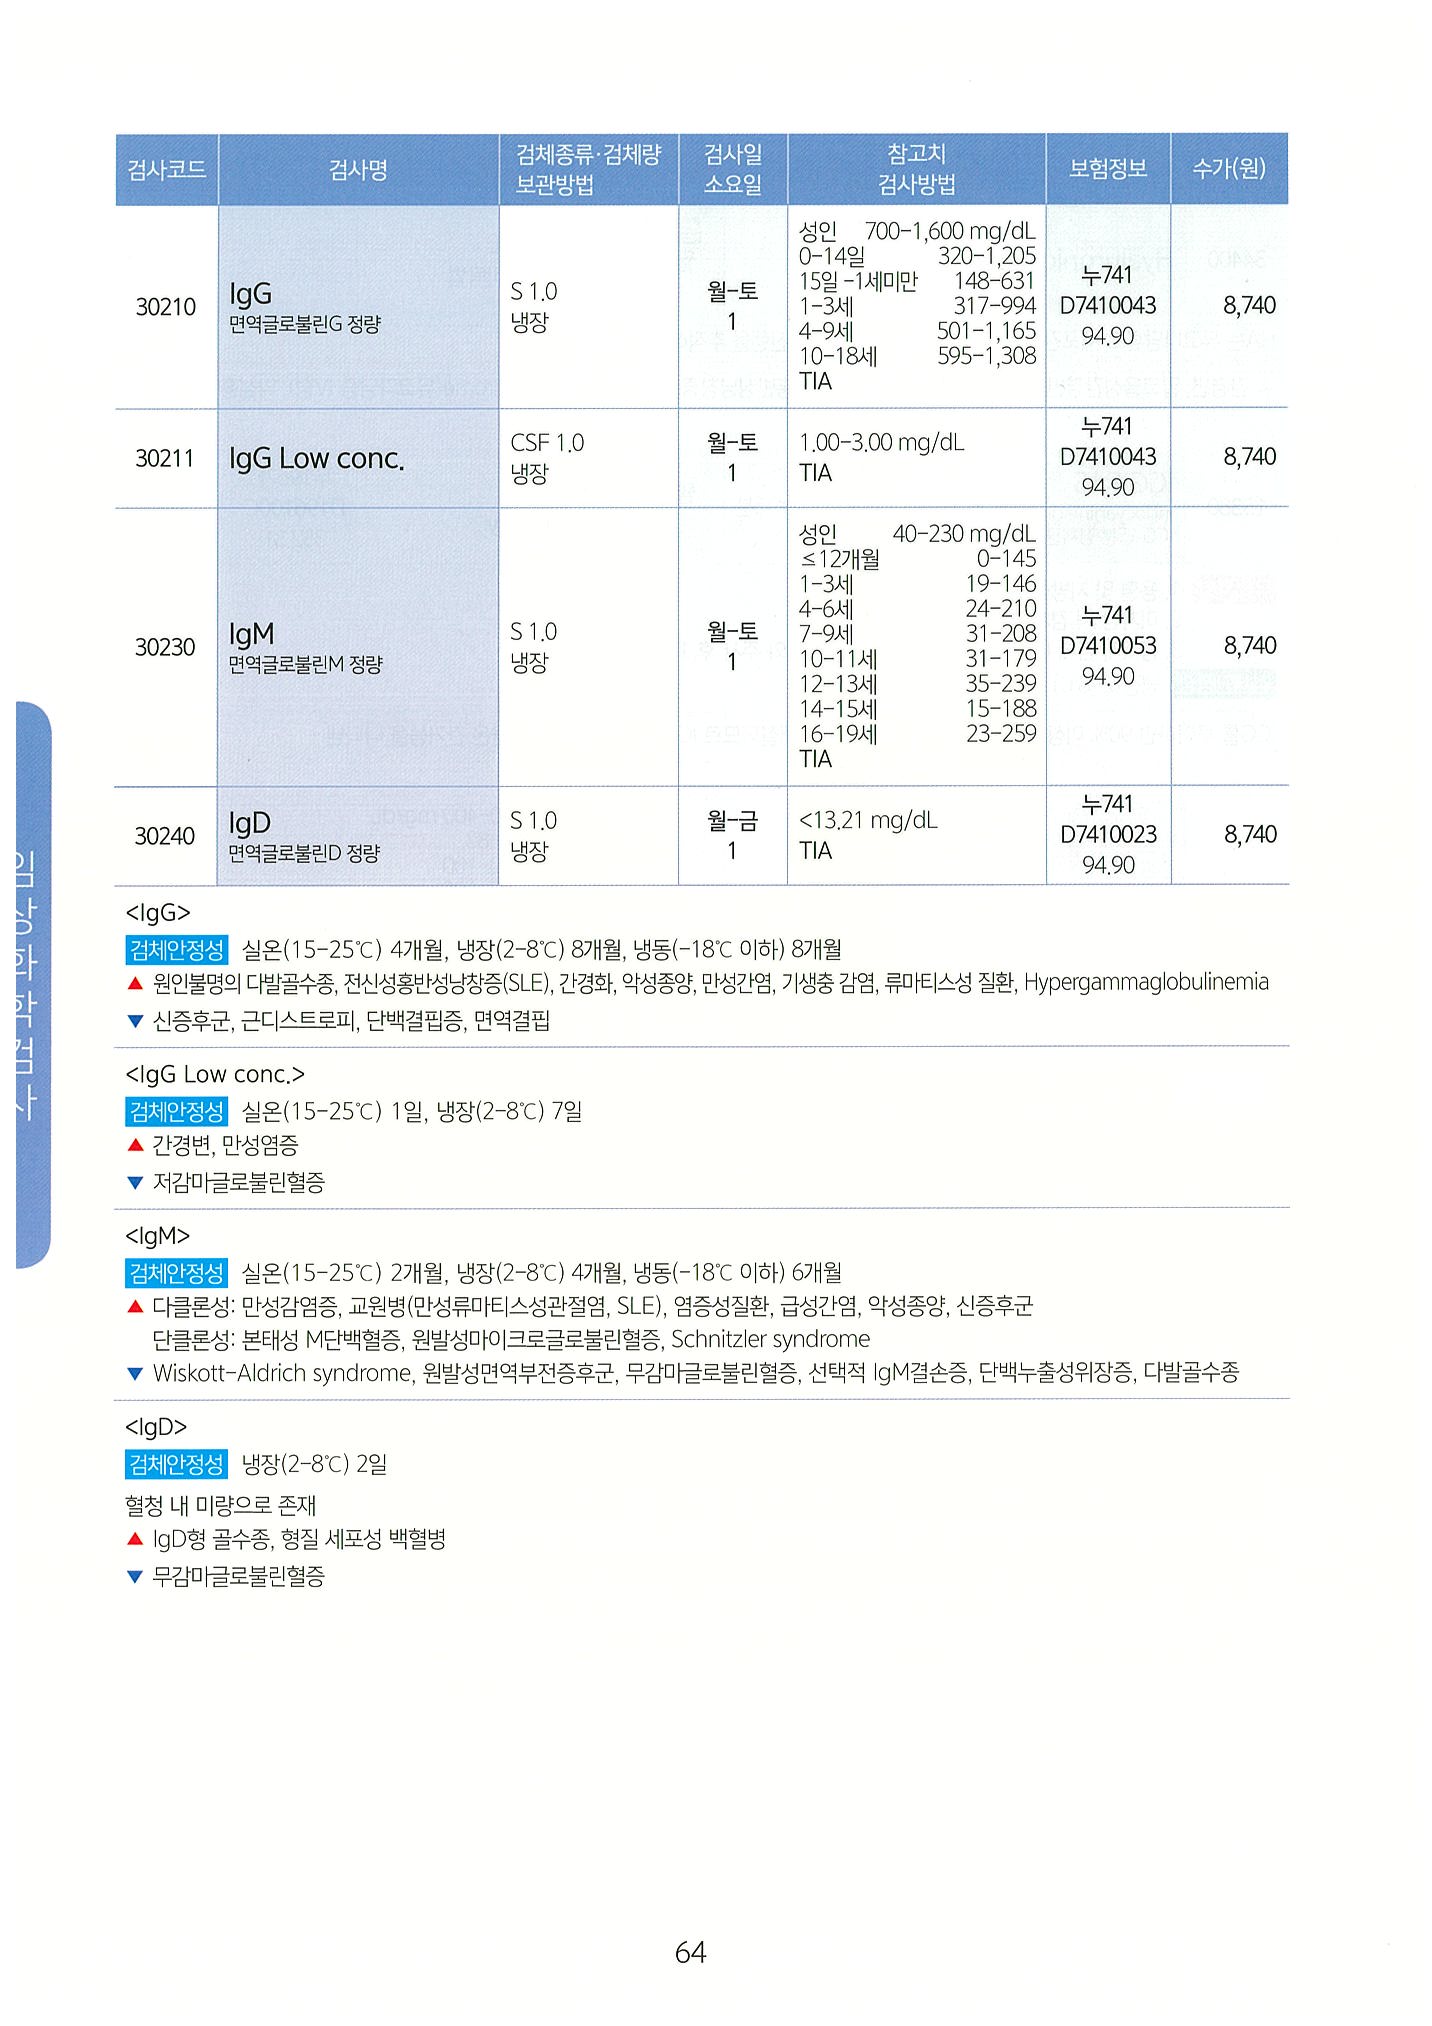 검사코드 검사명 검체종류·검체량 보관방법 검사일 소요일 참고치 검사방법 보험정보 수가(원)
30210
IgG
면역글로불린G 정량
S 1.0
냉장
월-토
1
성인 700-1,600 mg/dL
0-14일 320-1,205
15일 -1세미만 148-631
1-3세 317-994
4-9세 501-1,165
10-18세 595-1,308
TIA
누741
D7410043
94.90
8,740
30211
IgG Low conc.
CSF 1.0
냉장
월-토
1
1.00-3.00 mg/dL
TIA
누741
D7410043
94.90
8,740
30230
IgM
면역글로불린M 정량
S 1.0
냉장
월-토
1
성인 40-230 mg/dL
≤12개월 0-145
1-3세 19-146
4-6세 24-210
7-9세 31-208
10-11세 31-179
12-13세 35-239
14-15세 15-188
16-19세 23-259
TIA
누741
D7410053
94.90
8,740
30240
IgD
면역글로불린D 정량
S 1.0
냉장
월-금
1
<13.21 mg/dL
TIA
누741
D7410023
94.90
8,740
<IgG>
검체안정성 실온(15-25℃) 4개월, 냉장(2-8℃) 8개월, 냉동(-18℃ 이하) 8개월
▲ 원인불명의 다발골수종, 전신성홍반성낭창증(SLE), 간경화, 악성종양, 만성간염, 기생충 감염, 류마티스성 질환, Hypergammaglobulinemia
▼ 신증후군, 근디스트로피, 단백결핍증, 면역결핍
<IgG Low conc.>
검체안정성 실온(15-25℃) 1일, 냉장(2-8℃) 7일
▲ 간경변, 만성염증
▼ 저감마글로불린혈증
<IgM>
검체안정성 실온(15-25℃) 2개월, 냉장(2-8℃) 4개월, 냉동(-18℃ 이하) 6개월
▲ 다클론성: 만성감염증, 교원병(만성류마티스성관절염, SLE), 염증성질환, 급성간염, 악성종양, 신증후군
단클론성: 본태성 M단백혈증, 원발성마이크로글로불린혈증, Schnitzler syndrome
▼ Wiskott-Aldrich syndrome, 원발성면역부전증후군, 무감마글로불린혈증, 선택적 IgM결손증, 단백누출성위장증, 다발골수종
<IgD>
검체안정성 냉장(2-8℃) 2일
혈청 내 미량으로 존재
▲ IgD형 골수종, 형질 세포성 백혈병
▼ 무감마글로불린혈증
임상화학검사
64